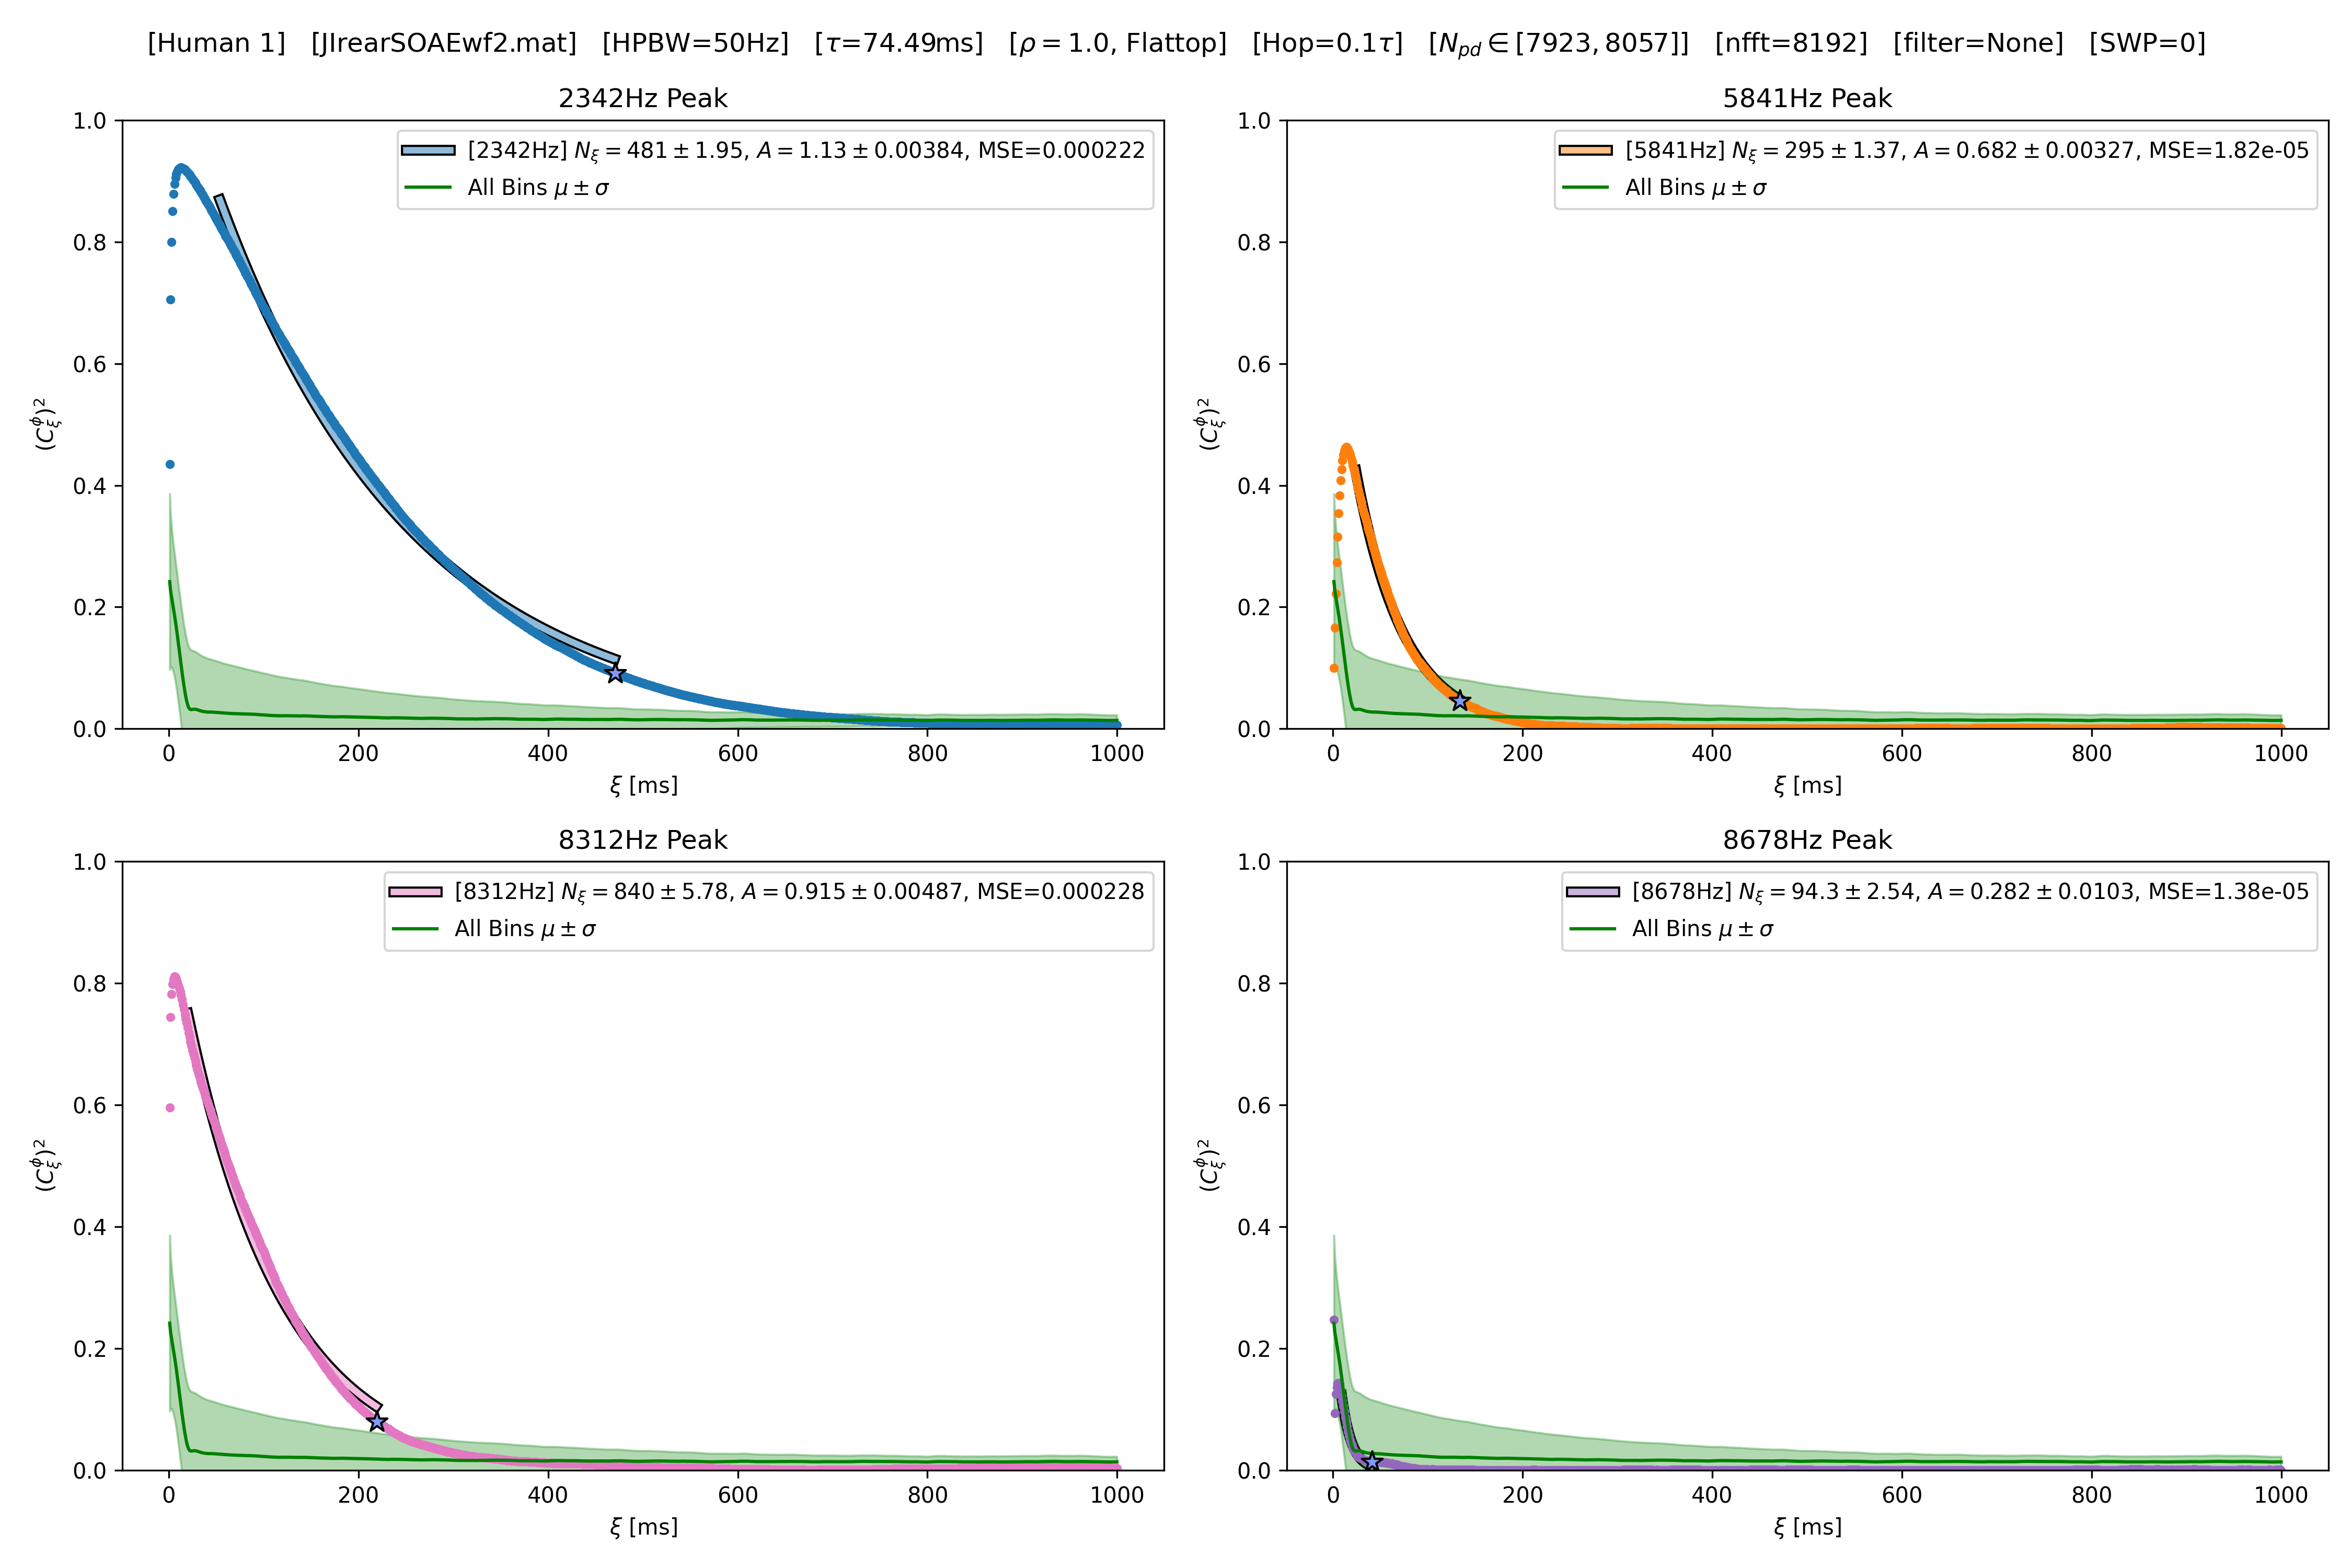 [Human 1] [JIrearSOAEwf2.mat] [HPBW=50Hz] [τ=74.49ms] [ρ = 1.0, Flattop] [Hop=0.1τ] [N_pd ∈ [7923, 8057]] [nfft=8192] [filter=None] [SWP=0]
2342Hz Peak
[2342Hz] N_ξ = 481 ± 1.95, A = 1.13 ± 0.00384, MSE=0.000222
All Bins μ ± σ
1.0
0.8
0.6
0.4
0.2
0.0
(C_ξ^ϕ)²
0 200 400 600 800 1000
ξ [ms]
5841Hz Peak
[5841Hz] N_ξ = 295 ± 1.37, A = 0.682 ± 0.00327, MSE=1.82e-05
All Bins μ ± σ
1.0
0.8
0.6
0.4
0.2
0.0
(C_ξ^ϕ)²
0 200 400 600 800 1000
ξ [ms]
8312Hz Peak
[8312Hz] N_ξ = 840 ± 5.78, A = 0.915 ± 0.00487, MSE=0.000228
All Bins μ ± σ
1.0
0.8
0.6
0.4
0.2
0.0
(C_ξ^ϕ)²
0 200 400 600 800 1000
ξ [ms]
8678Hz Peak
[8678Hz] N_ξ = 94.3 ± 2.54, A = 0.282 ± 0.0103, MSE=1.38e-05
All Bins μ ± σ
1.0
0.8
0.6
0.4
0.2
0.0
(C_ξ^ϕ)²
0 200 400 600 800 1000
ξ [ms]